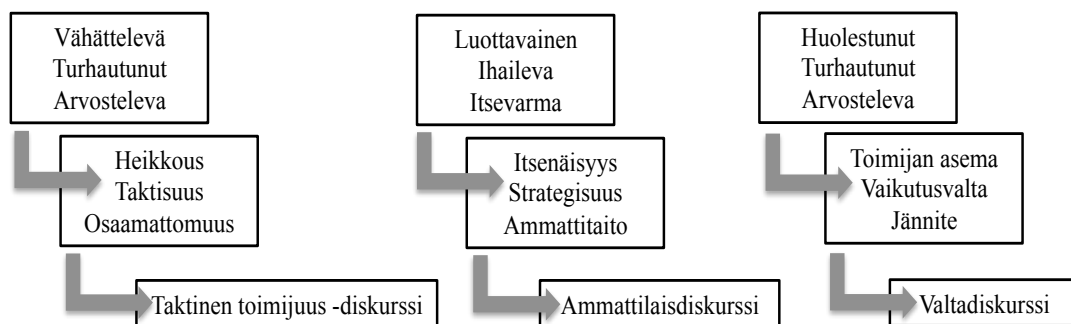 Vähättelevä
Turhautunut
Arvosteleva
Heikkous
Taktisuus
Osaamattomuus
Taktinen toimijuus -diskurssi
Luottavainen
Ihaileva
Itsevarma
Itsenäisyys
Strategisuus
Ammattitaito
Ammattilaisdiskurssi
Huolestunut
Turhautunut
Arvosteleva
Toimijan asema
Vaikutusvalta
Jännite
Valtadiskurssi